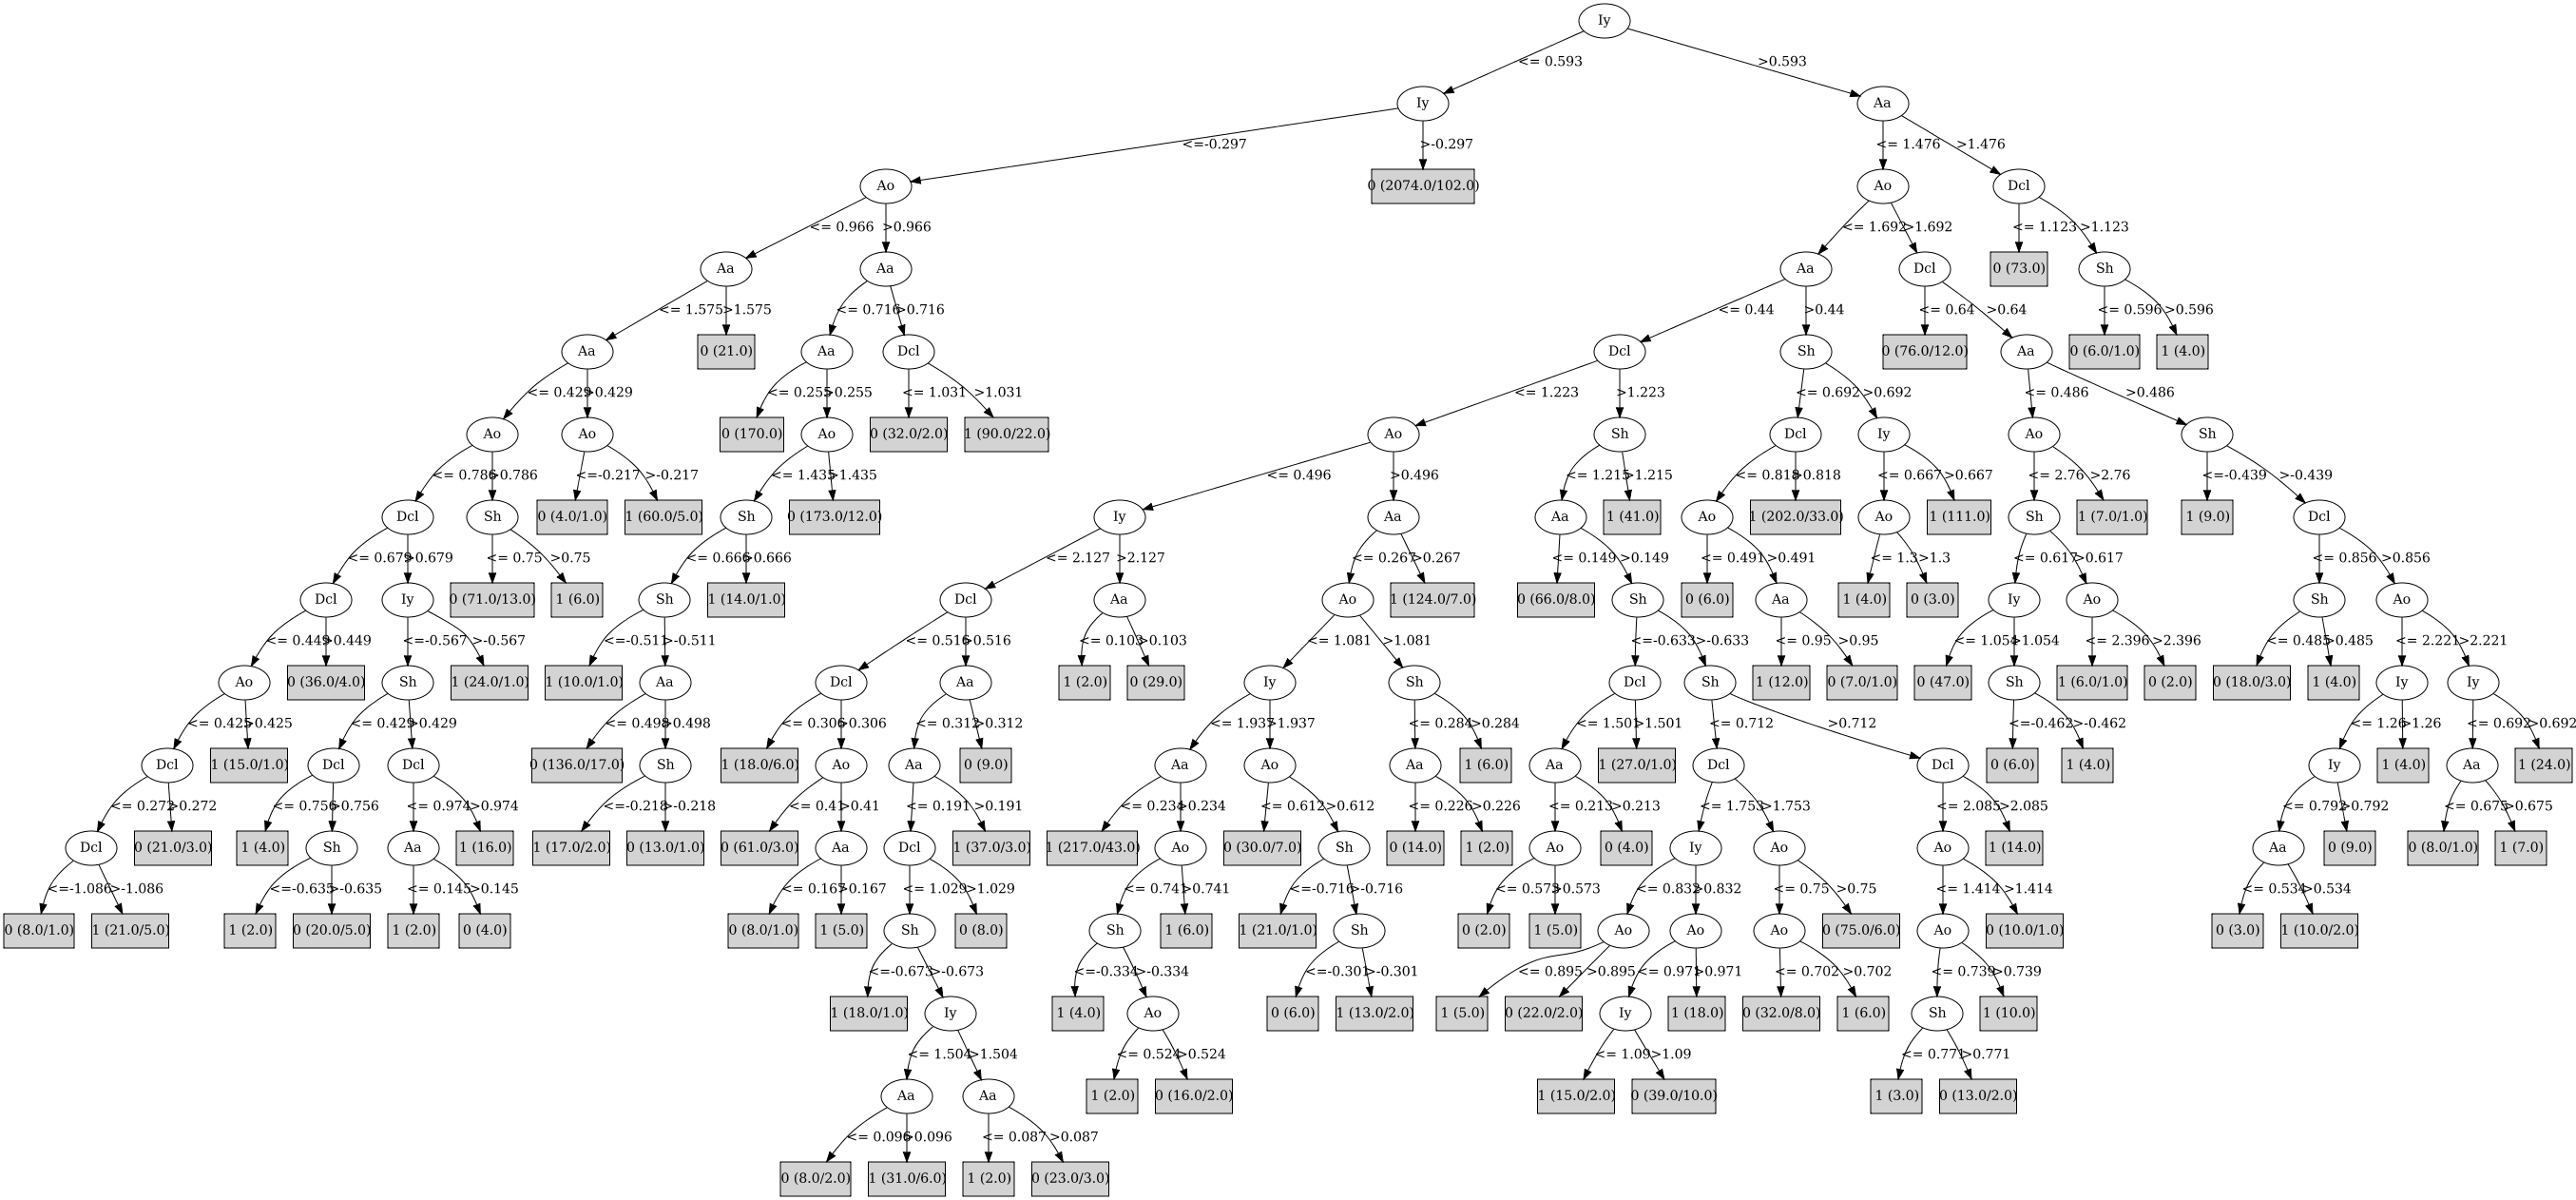 Iy
<= 0.593 >0.593
Iy Aa
<=-0.297 >-0.297 <= 1.476 >1.476
Ao 0 (2074.0/102.0) Ao Dcl
<= 0.966 >0.966 <= 1.692 >1.692 <= 1.123 >1.123
Aa Aa Aa Dcl 0 (73.0) Sh
<= 1.575 >1.575 <= 0.716 >0.716 <= 0.44 >0.44 <= 0.64 >0.64 <= 0.596 >0.596
Aa 0 (21.0) Aa Dcl Dcl Sh 0 (76.0/12.0) Aa 0 (6.0/1.0) 1 (4.0)
<= 0.429 >0.429 <= 0.255 >0.255 <= 1.031 >1.031 <= 1.223 >1.223 <= 0.692 >0.692 <= 0.486 >0.486
Ao Ao 0 (170.0) Ao 0 (32.0/2.0) 1 (90.0/22.0) Ao Sh Dcl Iy Ao Sh
<= 0.786 >0.786 <=-0.217 >-0.217 <= 1.435 >1.435 <= 0.496 >0.496 <= 1.215 >1.215 <= 0.818 >0.818 <= 0.667 >0.667 <= 2.76 >2.76 <=-0.439 >-0.439
Dcl Sh 0 (4.0/1.0) 1 (60.0/5.0) Sh 0 (173.0/12.0) Iy Aa Aa 1 (41.0) Ao 1 (202.0/33.0) Ao 1 (111.0) Sh 1 (7.0/1.0) 1 (9.0) Dcl
<= 0.679 >0.679 <= 0.75 >0.75 <= 0.666 >0.666 <= 2.127 >2.127 <= 0.267 >0.267 <= 0.149 >0.149 <= 0.491 >0.491 <= 1.3 >1.3 <= 0.617 >0.617 <= 0.856 >0.856
Dcl Iy 0 (71.0/13.0) 1 (6.0) Sh 1 (14.0/1.0) Dcl Aa Ao 1 (124.0/7.0) 0 (66.0/8.0) Sh 0 (6.0) Aa 1 (4.0) 0 (3.0) Iy Ao Sh Ao
<= 0.449 >0.449 <=-0.567 >-0.567 <=-0.511 >-0.511 <= 0.516 >0.516 <= 0.103 >0.103 <= 1.081 >1.081 <=-0.633 >-0.633 <= 0.95 >0.95 <= 1.054 >1.054 <= 2.396 >2.396 <= 0.485 >0.485 <= 2.221 >2.221
Ao 0 (36.0/4.0) Sh 1 (24.0/1.0) 1 (10.0/1.0) Aa Dcl Aa 1 (2.0) 0 (29.0) Iy Sh Dcl Sh 1 (12.0) 0 (7.0/1.0) 0 (47.0) Sh 1 (6.0/1.0) 0 (2.0) 0 (18.0/3.0) 1 (4.0) Iy Iy
<= 0.425 >0.425 <= 0.429 >0.429 <= 0.498 >0.498 <= 0.306 >0.306 <= 0.312 >0.312 <= 1.937 >1.937 <= 0.284 >0.284 <= 1.501 >1.501 <= 0.712 >0.712 <=-0.462 >-0.462 <= 1.26 >1.26 <= 0.692 >0.692
Dcl 1 (15.0/1.0) Dcl Dcl 0 (136.0/17.0) Sh 1 (18.0/6.0) Ao Aa 0 (9.0) Aa Ao Aa 1 (6.0) Aa 1 (27.0/1.0) Dcl Dcl 0 (6.0) 1 (4.0) Iy 1 (4.0) Aa 1 (24.0)
<= 0.272 >0.272 <= 0.756 >0.756 <= 0.974 >0.974 <=-0.218 >-0.218 <= 0.41 >0.41 <= 0.191 >0.191 <= 0.234 >0.234 <= 0.612 >0.612 <= 0.226 >0.226 <= 0.213 >0.213 <= 1.753 >1.753 <= 2.085 >2.085 <= 0.792 >0.792 <= 0.675 >0.675
Dcl 0 (21.0/3.0) 1 (4.0) Sh Aa 1 (16.0) 1 (17.0/2.0) 0 (13.0/1.0) 0 (61.0/3.0) Aa Dcl 1 (37.0/3.0) 1 (217.0/43.0) Ao 0 (30.0/7.0) Sh 0 (14.0) 1 (2.0) Ao 0 (4.0) Iy Ao Ao 1 (14.0) Aa 0 (9.0) 0 (8.0/1.0) 1 (7.0)
<=-1.086 >-1.086 <=-0.635 >-0.635 <= 0.145 >0.145 <= 0.167 >0.167 <= 1.029 >1.029 <= 0.741 >0.741 <=-0.716 >-0.716 <= 0.573 >0.573 <= 0.832 >0.832 <= 0.75 >0.75 <= 1.414 >1.414 <= 0.534 >0.534
0 (8.0/1.0) 1 (21.0/5.0) 1 (2.0) 0 (20.0/5.0) 1 (2.0) 0 (4.0) 0 (8.0/1.0) 1 (5.0) Sh 0 (8.0) Sh 1 (6.0) 1 (21.0/1.0) Sh 0 (2.0) 1 (5.0) Ao Ao Ao 0 (75.0/6.0) Ao 0 (10.0/1.0) 0 (3.0) 1 (10.0/2.0)
<=-0.673 >-0.673 <=-0.334 >-0.334 <=-0.301 >-0.301 <= 0.895 >0.895 <= 0.971 >0.971 <= 0.702 >0.702 <= 0.739 >0.739
1 (18.0/1.0) Iy 1 (4.0) Ao 0 (6.0) 1 (13.0/2.0) 1 (5.0) 0 (22.0/2.0) Iy 1 (18.0) 0 (32.0/8.0) 1 (6.0) Sh 1 (10.0)
<= 1.504 >1.504 <= 0.524 >0.524 <= 1.09 >1.09 <= 0.771 >0.771
Aa Aa 1 (2.0) 0 (16.0/2.0) 1 (15.0/2.0) 0 (39.0/10.0) 1 (3.0) 0 (13.0/2.0)
<= 0.096 >0.096 <= 0.087 >0.087
0 (8.0/2.0) 1 (31.0/6.0) 1 (2.0) 0 (23.0/3.0)